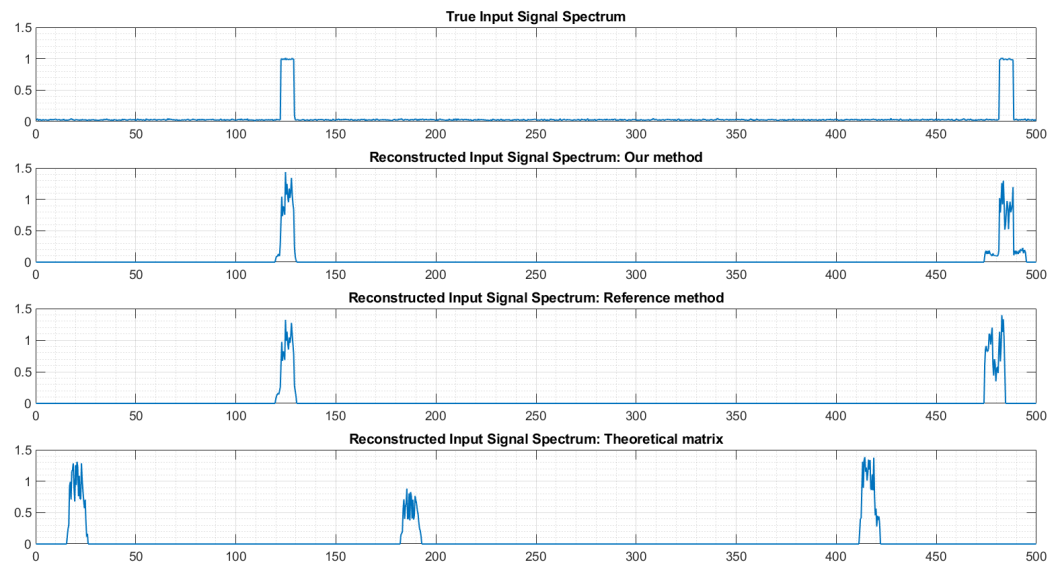 True Input Signal Spectrum
1.5
1
0.5
0
0 50 100 150 200 250 300 350 400 450 500
Reconstructed Input Signal Spectrum: Our method
1.5
1
0.5
0
0 50 100 150 200 250 300 350 400 450 500
Reconstructed Input Signal Spectrum: Reference method
1.5
1
0.5
0
0 50 100 150 200 250 300 350 400 450 500
Reconstructed Input Signal Spectrum: Theoretical matrix
1.5
1
0.5
0
0 50 100 150 200 250 300 350 400 450 500